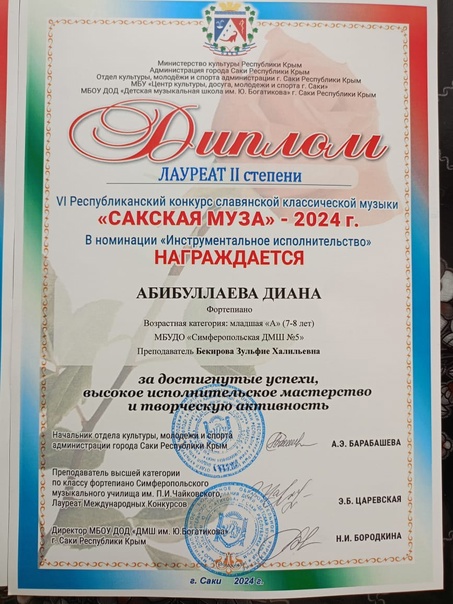 Министерство культуры Республики Крым
Администрация города Саки Республики Крым
Отдел культуры, молодёжи и спорта администрации г. Саки Республики Крым
МБУ «Центр культуры, досуга, молодежи и спорта г. Саки»
МБОУ ДОД «Детская музыкальная школа им. Ю. Богатикова» г. Саки Республики Крым
Диплом
ЛАУРЕАТ II степени
VI Республиканский конкурс славянской классической музыки
«САКСКАЯ МУЗА» - 2024 г.
В номинации «Инструментальное исполнительство»
НАГРАЖДАЕТСЯ
АБИБУЛЛАЕВА ДИАНА
Фортепиано
Возрастная категория: младшая «А» (7-8 лет)
МБУДО «Симферопольская ДМШ №5»
Преподаватель Бекирова Зульфие Халильевна
за достигнутые успехи,
высокое исполнительское мастерство
и творческую активность
Начальник отдела культуры, молодежи и спорта
администрации города Саки Республики Крым
А.Э. БАРАБАШЕВА
Преподаватель высшей категории
по классу фортепиано Симферопольского
музыкального училища им. П.И. Чайковского,
Лауреат Международных Конкурсов
Э.Б. ЦАРЕВСКАЯ
Директор МБОУ ДОД «ДМШ им. Ю.Богатикова»
г. Саки Республики Крым
Н.И. БОРОДКИНА
г. Саки 2024 г.